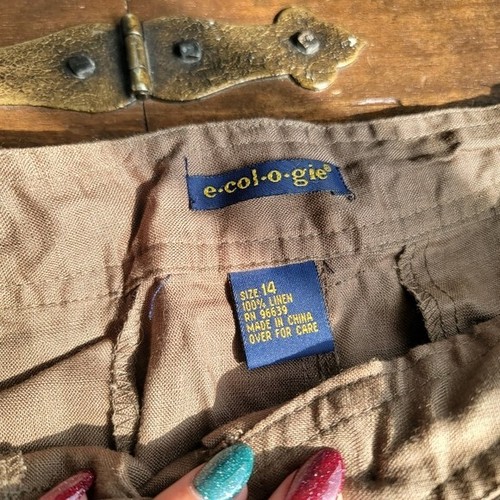 e·col·o·gie®
SIZE 14
100% LINEN
RN 96639
MADE IN CHINA
OVER FOR CARE